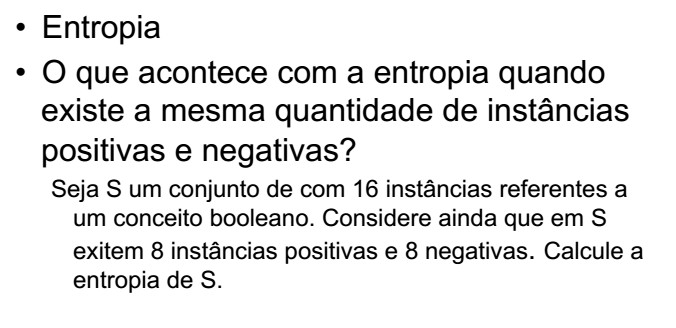 • Entropia
• O que acontece com a entropia quando
existe a mesma quantidade de instâncias
positivas e negativas?
Seja S um conjunto de com 16 instâncias referentes a
um conceito booleano. Considere ainda que em S
exitem 8 instâncias positivas e 8 negativas. Calcule a
entropia de S.